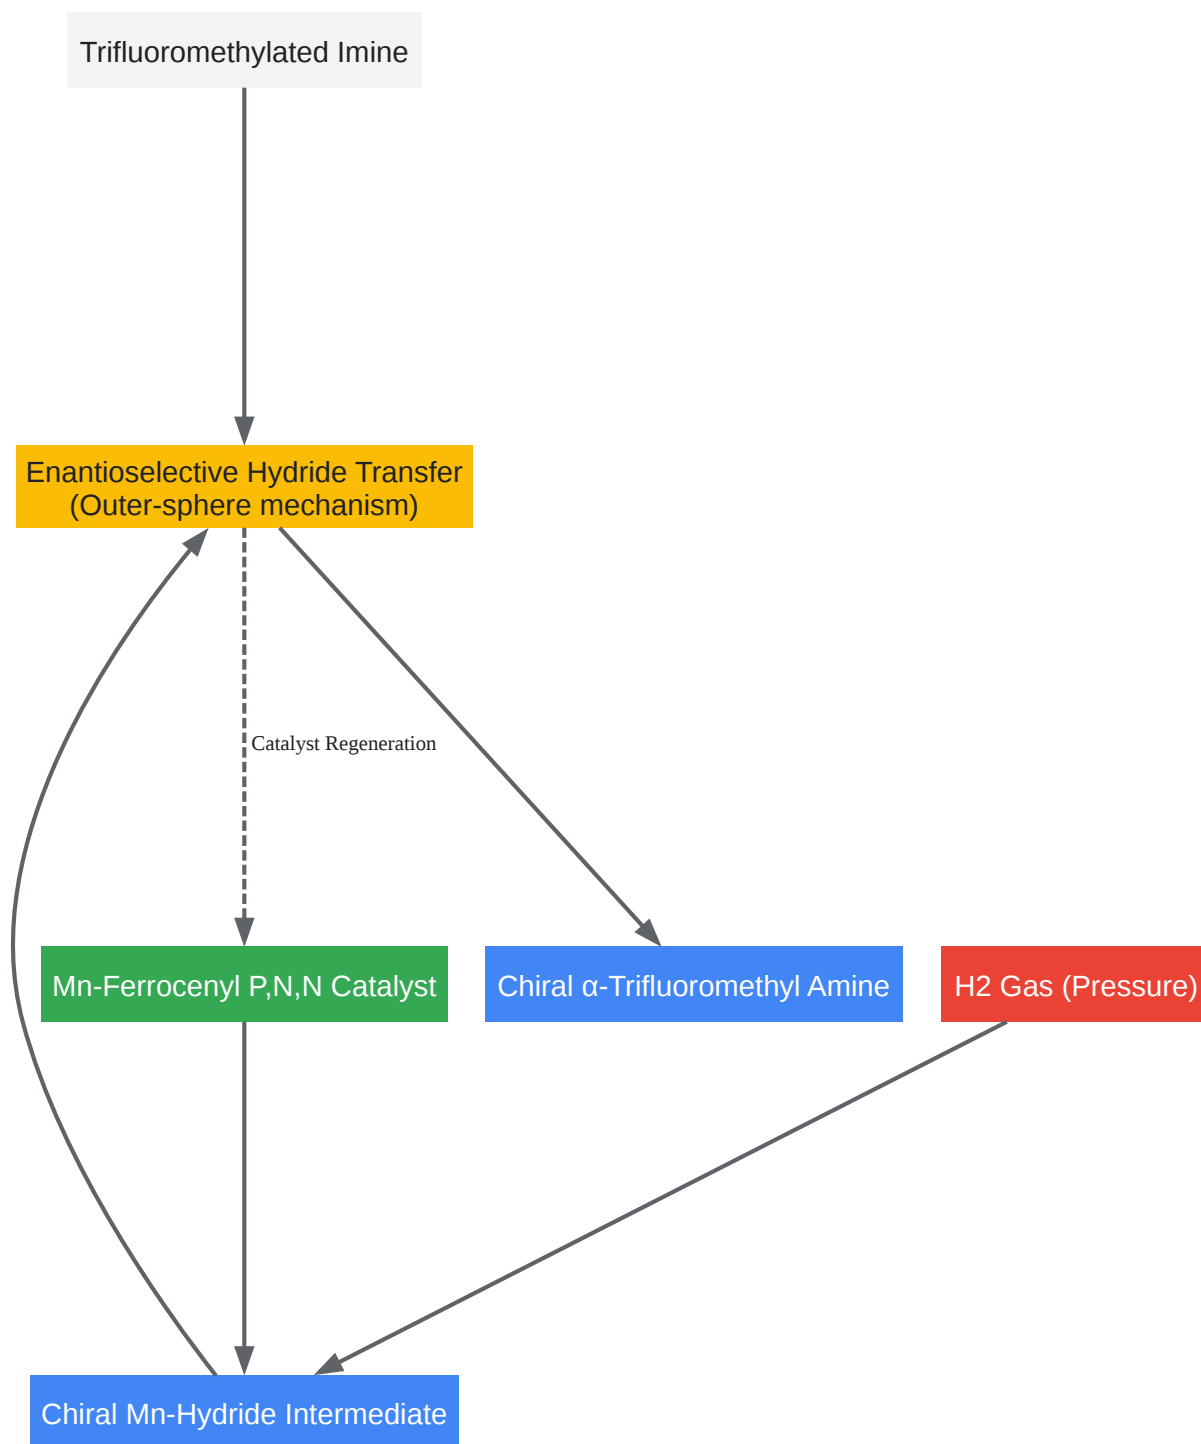 Trifluoromethylated Imine
Enantioselective Hydride Transfer
(Outer-sphere mechanism)
Catalyst Regeneration
Mn-Ferrocenyl P,N,N Catalyst
Chiral α-Trifluoromethyl Amine
H2 Gas (Pressure)
Chiral Mn-Hydride Intermediate